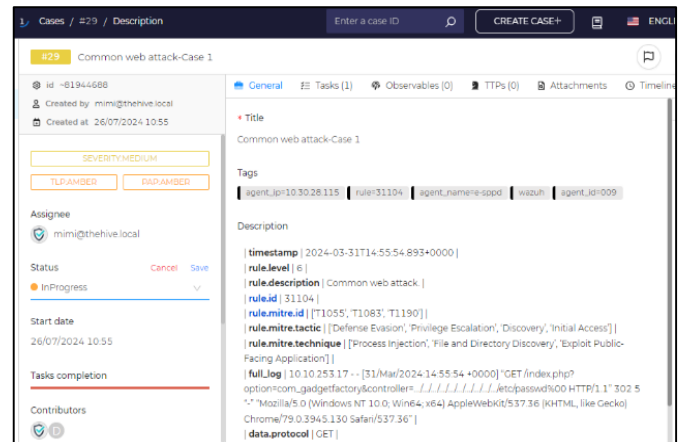 Cases / #29 / Description
Enter a case ID
CREATE CASE+
ENGLI
#29 Common web attack-Case 1
id ~81944688
Created by mimi@thehive.local
Created at 26/07/2024 10:55
SEVERITY:MEDIUM
TLP:AMBER PAP:AMBER
Assignee
mimi@thehive.local
Status Cancel Save
InProgress
Start date
26/07/2024 10:55
Tasks completion
Contributors
D
General Tasks (1) Observables (0) TTPs (0) Attachments Timeline
* Title
Common web attack-Case 1
Tags
agent_ip=10.30.28.115 rule=31104 agent_name=e-sppd wazuh agent_id=009
Description
| timestamp | 2024-03-31T14:55:54.893+0000 |
| rule.level | 6 |
| rule.description | Common web attack. |
| rule.id | 31104 |
| rule.mitre.id | ['T1055', 'T1083', 'T1190'] |
| rule.mitre.tactic | ['Defense Evasion', 'Privilege Escalation', 'Discovery', 'Initial Access'] |
| rule.mitre.technique | ['Process Injection', 'File and Directory Discovery', 'Exploit Public-
Facing Application'] |
| full_log | 10.10.253.17 - - [31/Mar/2024:14:55:54 +0000] "GET /index.php?
option=com_gadgetfactory&controller=../../../../../../../../../../etc/passwd%00 HTTP/1.1" 302 5
"-" "Mozilla/5.0 (Windows NT 10.0; Win64; x64) AppleWebKit/537.36 (KHTML, like Gecko)
Chrome/79.0.3945.130 Safari/537.36" |
| data.protocol | GET |